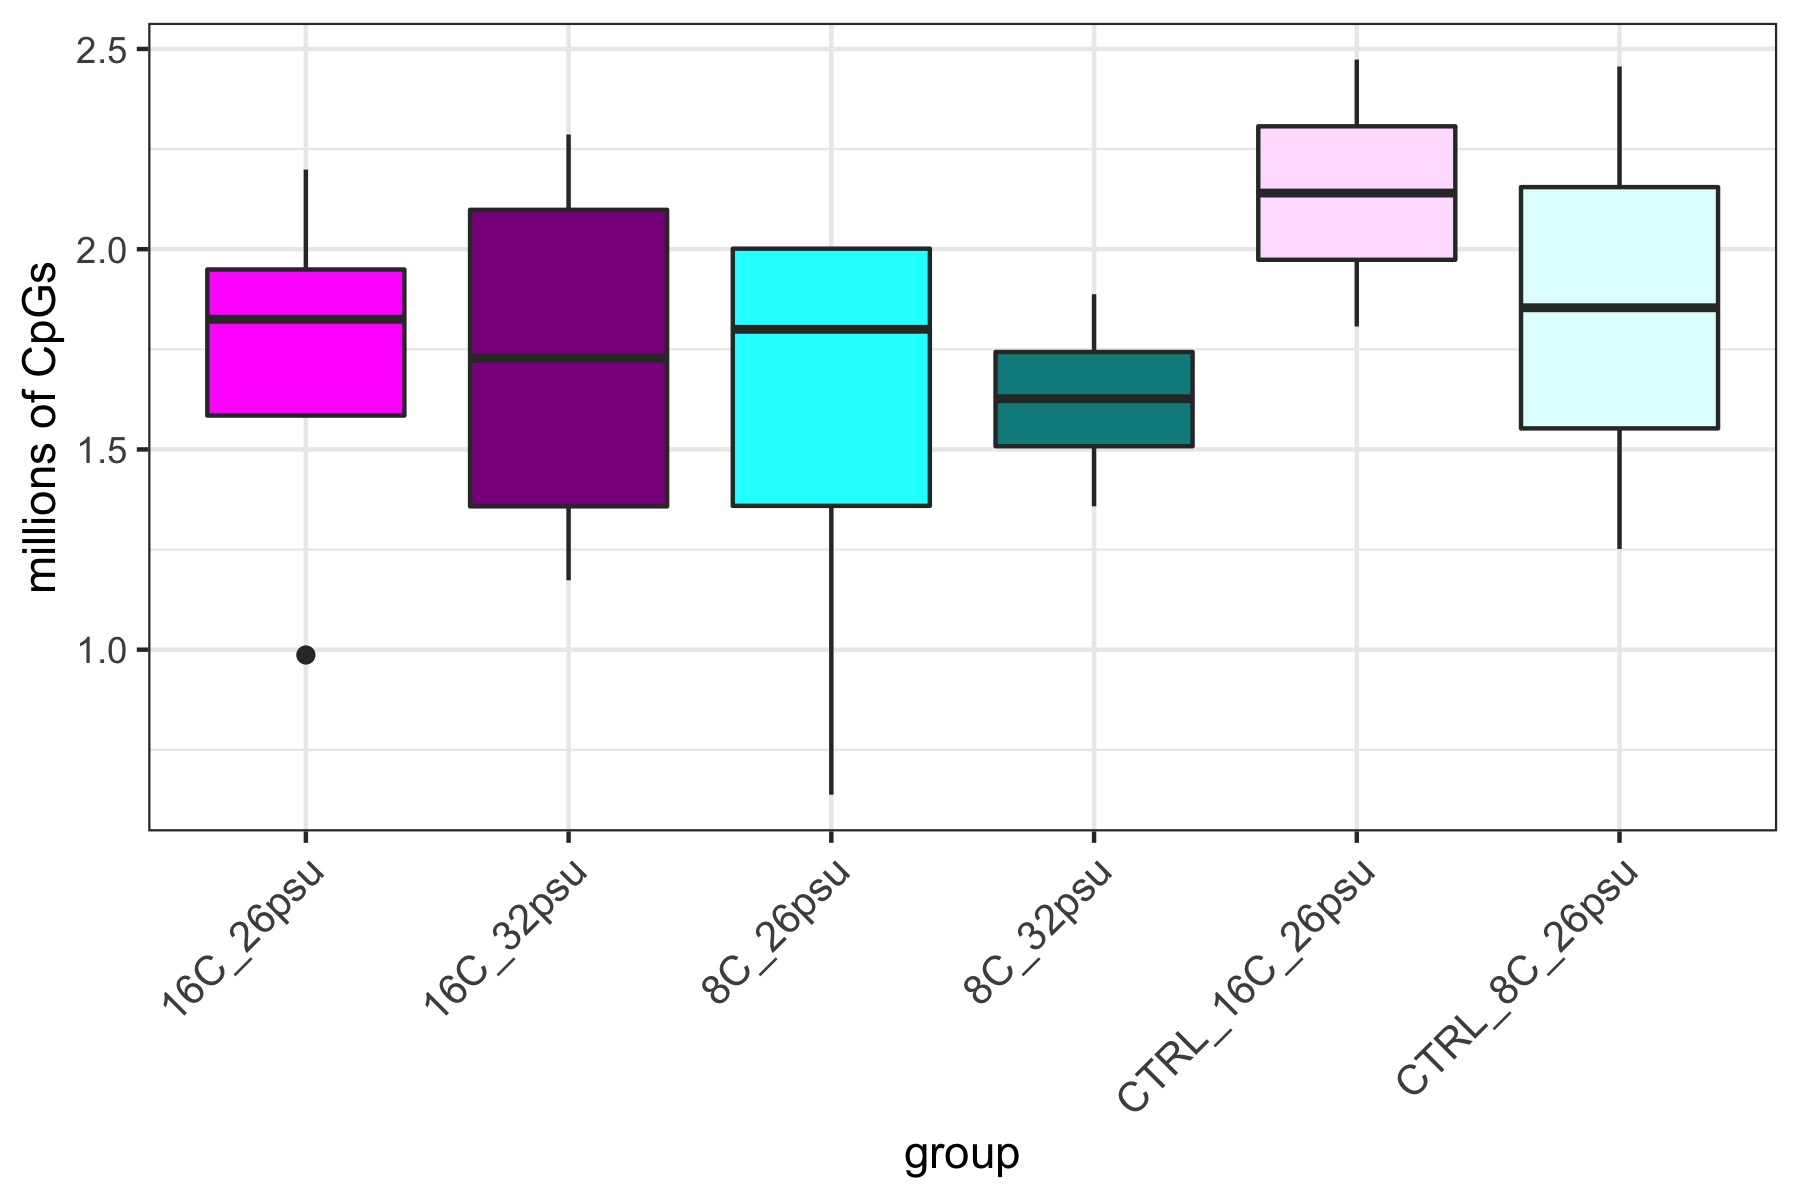 millions of CpGs
2.5
2.0
1.5
1.0
16C_26psu
16C_32psu
8C_26psu
8C_32psu
CTRL_16C_26psu
CTRL_8C_26psu
group